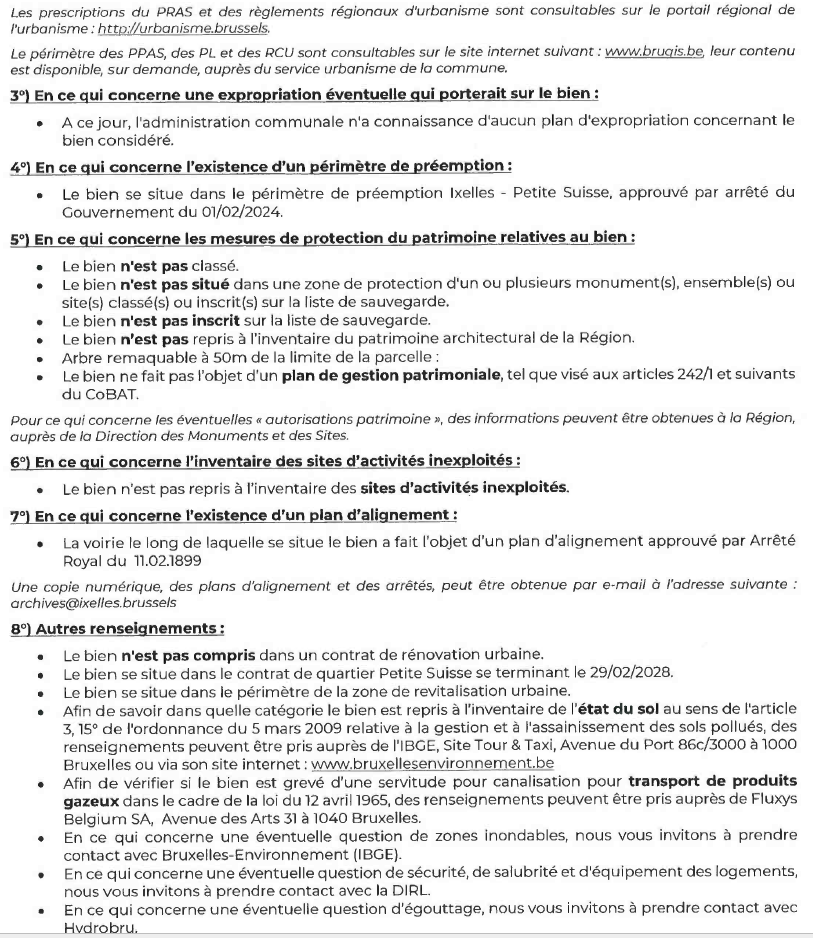 Les prescriptions du PRAS et des règlements régionaux d'urbanisme sont consultables sur le portail régional de
l'urbanisme : http://urbanisme.brussels.
Le périmètre des PPAS, des PL et des RCU sont consultables sur le site internet suivant : www.brugis.be, leur contenu
est disponible, sur demande, auprès du service urbanisme de la commune.
3°) En ce qui concerne une expropriation éventuelle qui porterait sur le bien :
• A ce jour, l'administration communale n'a connaissance d'aucun plan d'expropriation concernant le
bien considéré.
4°) En ce qui concerne l'existence d'un périmètre de préemption :
• Le bien se situe dans le périmètre de préemption Ixelles - Petite Suisse, approuvé par arrêté du
Gouvernement du 01/02/2024.
5°) En ce qui concerne les mesures de protection du patrimoine relatives au bien :
• Le bien n'est pas classé.
• Le bien n'est pas situé dans une zone de protection d'un ou plusieurs monument(s), ensemble(s) ou
site(s) classé(s) ou inscrit(s) sur la liste de sauvegarde.
• Le bien n'est pas inscrit sur la liste de sauvegarde.
• Le bien n'est pas repris à l'inventaire du patrimoine architectural de la Région.
• Arbre remaquable à 50m de la limite de la parcelle :
• Le bien ne fait pas l'objet d'un plan de gestion patrimoniale, tel que visé aux articles 242/1 et suivants
du CoBAT.
Pour ce qui concerne les éventuelles « autorisations patrimoine », des informations peuvent être obtenues à la Région,
auprès de la Direction des Monuments et des Sites.
6°) En ce qui concerne l'inventaire des sites d'activités inexploités :
• Le bien n'est pas repris à l'inventaire des sites d'activités inexploités.
7°) En ce qui concerne l'existence d'un plan d'alignement :
• La voirie le long de laquelle se situe le bien a fait l'objet d'un plan d'alignement approuvé par Arrêté
Royal du 11.02.1899
Une copie numérique, des plans d'alignement et des arrêtés, peut être obtenue par e-mail à l'adresse suivante :
archives@ixelles.brussels
8°) Autres renseignements :
• Le bien n'est pas compris dans un contrat de rénovation urbaine.
• Le bien se situe dans le contrat de quartier Petite Suisse se terminant le 29/02/2028.
• Le bien se situe dans le périmètre de la zone de revitalisation urbaine.
• Afin de savoir dans quelle catégorie le bien est repris à l'inventaire de l'état du sol au sens de l'article
3, 15° de l'ordonnance du 5 mars 2009 relative à la gestion et à l'assainissement des sols pollués, des
renseignements peuvent être pris auprès de l'IBGE, Site Tour & Taxi, Avenue du Port 86c/3000 à 1000
Bruxelles ou via son site internet : www.bruxellesenvironnement.be
• Afin de vérifier si le bien est grevé d'une servitude pour canalisation pour transport de produits
gazeux dans le cadre de la loi du 12 avril 1965, des renseignements peuvent être pris auprès de Fluxys
Belgium SA, Avenue des Arts 31 à 1040 Bruxelles.
• En ce qui concerne une éventuelle question de zones inondables, nous vous invitons à prendre
contact avec Bruxelles-Environnement (IBGE).
• En ce qui concerne une éventuelle question de sécurité, de salubrité et d'équipement des logements,
nous vous invitons à prendre contact avec la DIRL.
• En ce qui concerne une éventuelle question d'égouttage, nous vous invitons à prendre contact avec
Hydrobru.